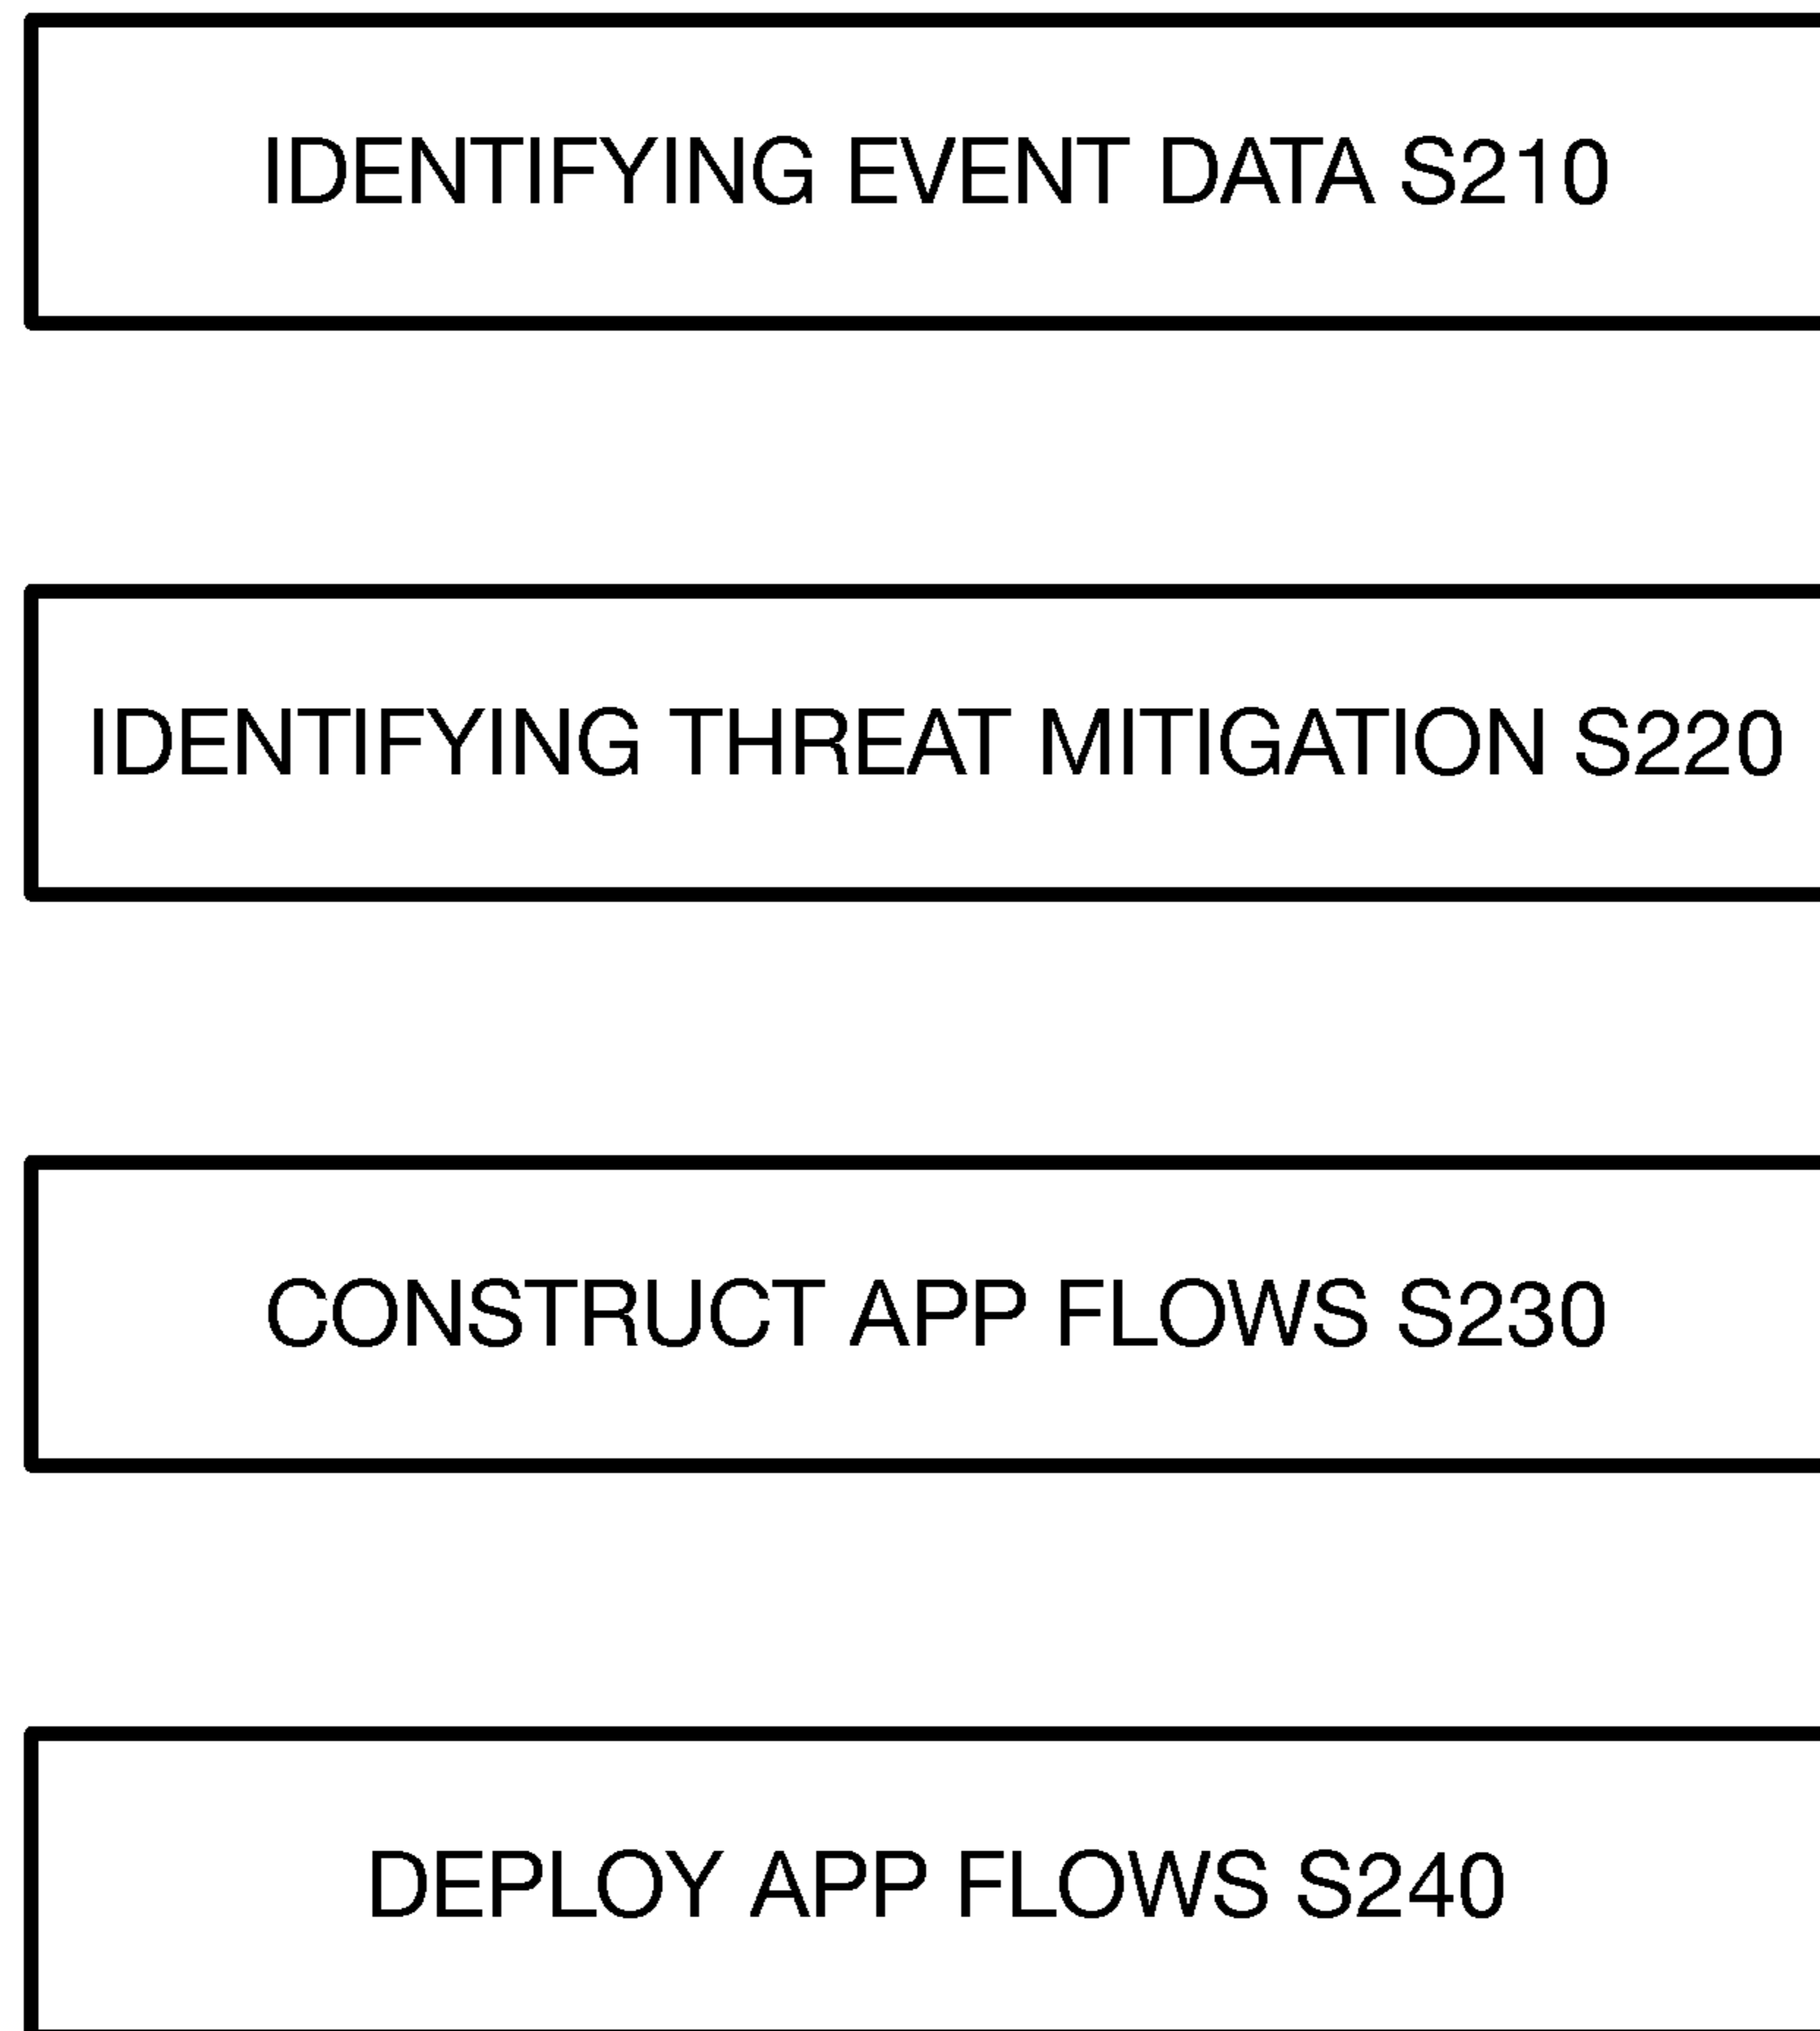 IDENTIFYING EVENT DATA S210
IDENTIFYING THREAT MITIGATION S220
CONSTRUCT APP FLOWS S230
DEPLOY APP FLOWS S240